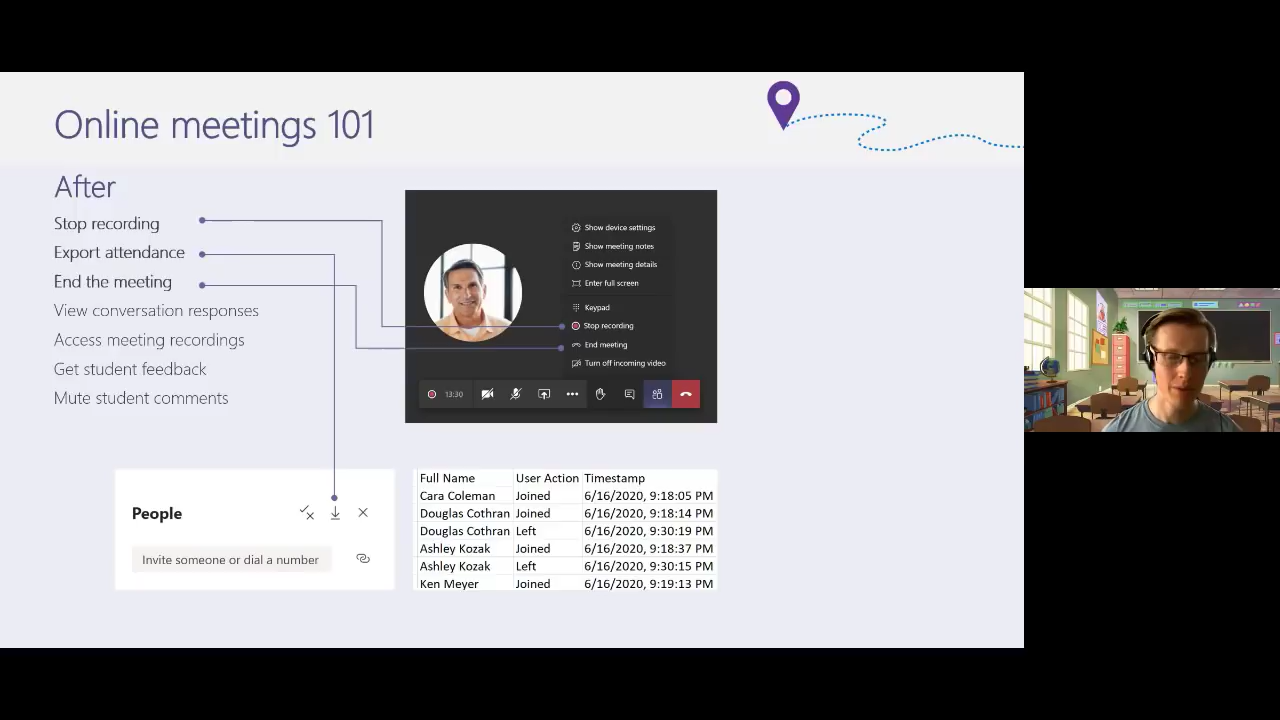 Online meetings 101
After
Stop recording
Export attendance
End the meeting
View conversation responses
Access meeting recordings
Get student feedback
Mute student comments
Show device settings
Show meeting notes
Show meeting details
Enter full screen
Keypad
Stop recording
End meeting
Turn off incoming video
13:30
People
Invite someone or dial a number
Full Name User Action Timestamp
Cara Coleman Joined 6/16/2020, 9:18:05 PM
Douglas Cothran Joined 6/16/2020, 9:18:14 PM
Douglas Cothran Left 6/16/2020, 9:30:19 PM
Ashley Kozak Joined 6/16/2020, 9:18:37 PM
Ashley Kozak Left 6/16/2020, 9:30:15 PM
Ken Meyer Joined 6/16/2020, 9:19:13 PM